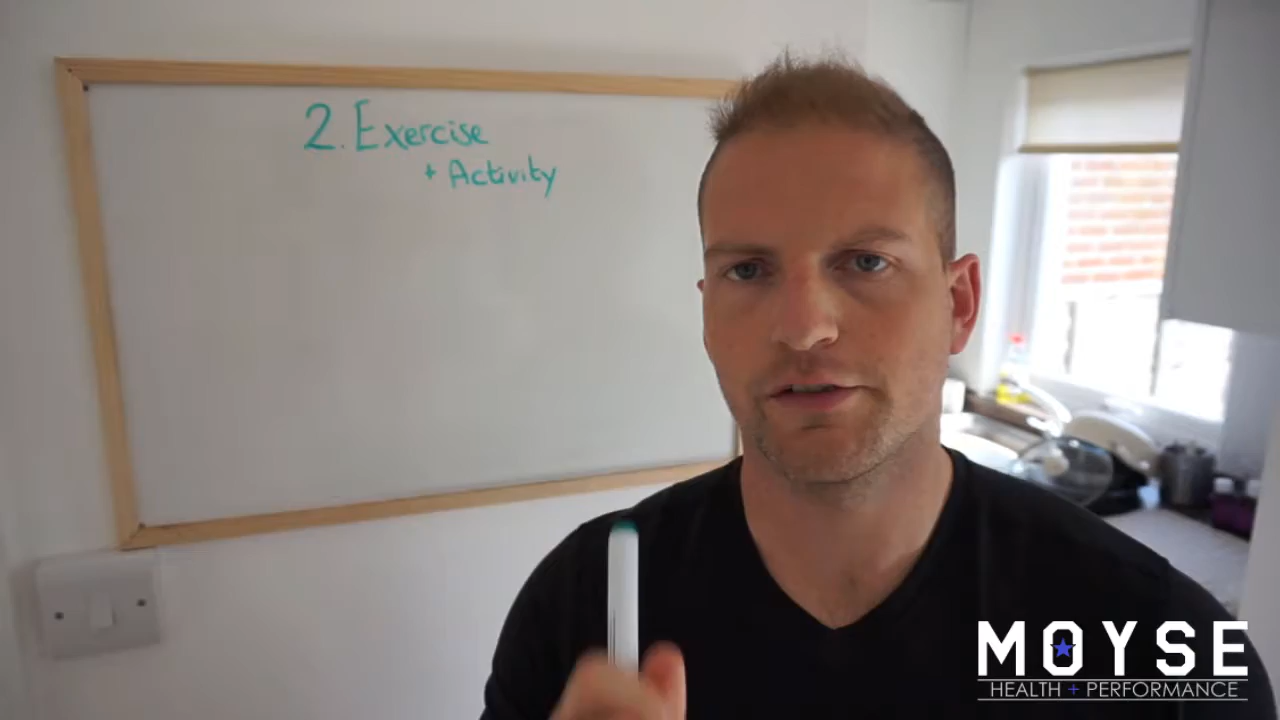 2. Exercise
+ Activity
MOYSE
HEALTH + PERFORMANCE